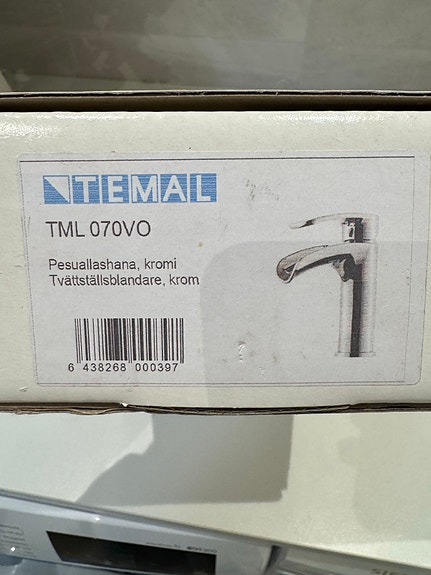 TEMAL
TML 070VO
Pesuallashana, kromi
Tvättställsblandare, krom
6 438268 000397